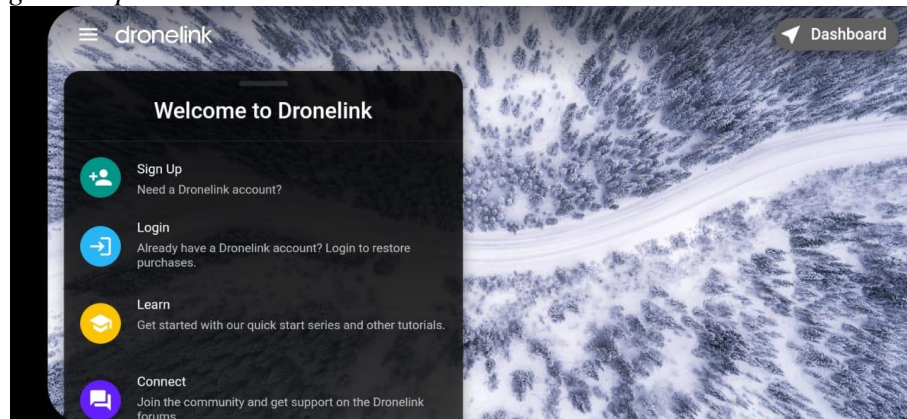 dronelink
Dashboard
Welcome to Dronelink
Sign Up
Need a Dronelink account?
Login
Already have a Dronelink account? Login to restore
purchases.
Learn
Get started with our quick start series and other tutorials.
Connect
Join the community and get support on the Dronelink
forums